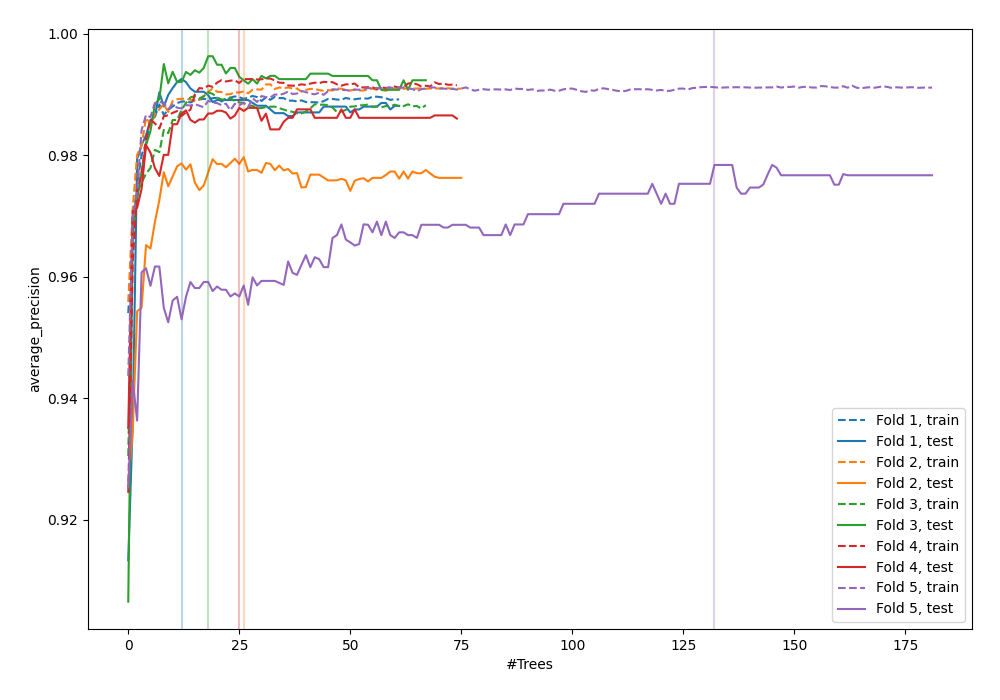 1.00
0.98
0.96
0.94
0.92
average_precision
0
25
50
75
100
125
150
175
#Trees
Fold 1, train
Fold 1, test
Fold 2, train
Fold 2, test
Fold 3, train
Fold 3, test
Fold 4, train
Fold 4, test
Fold 5, train
Fold 5, test